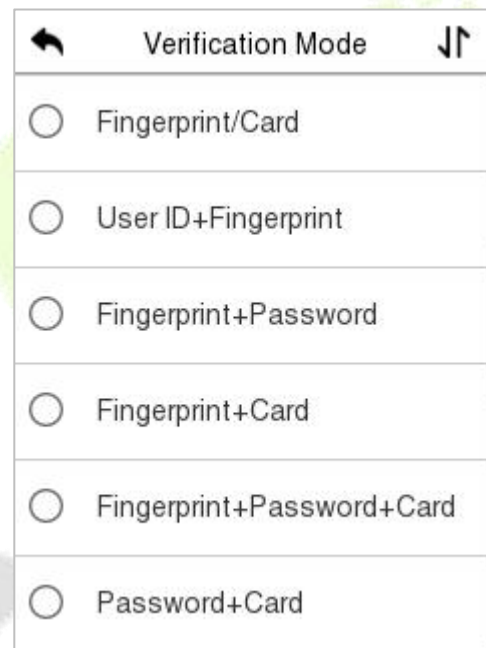 Verification Mode
Fingerprint/Card
User ID+Fingerprint
Fingerprint+Password
Fingerprint+Card
Fingerprint+Password+Card
Password+Card